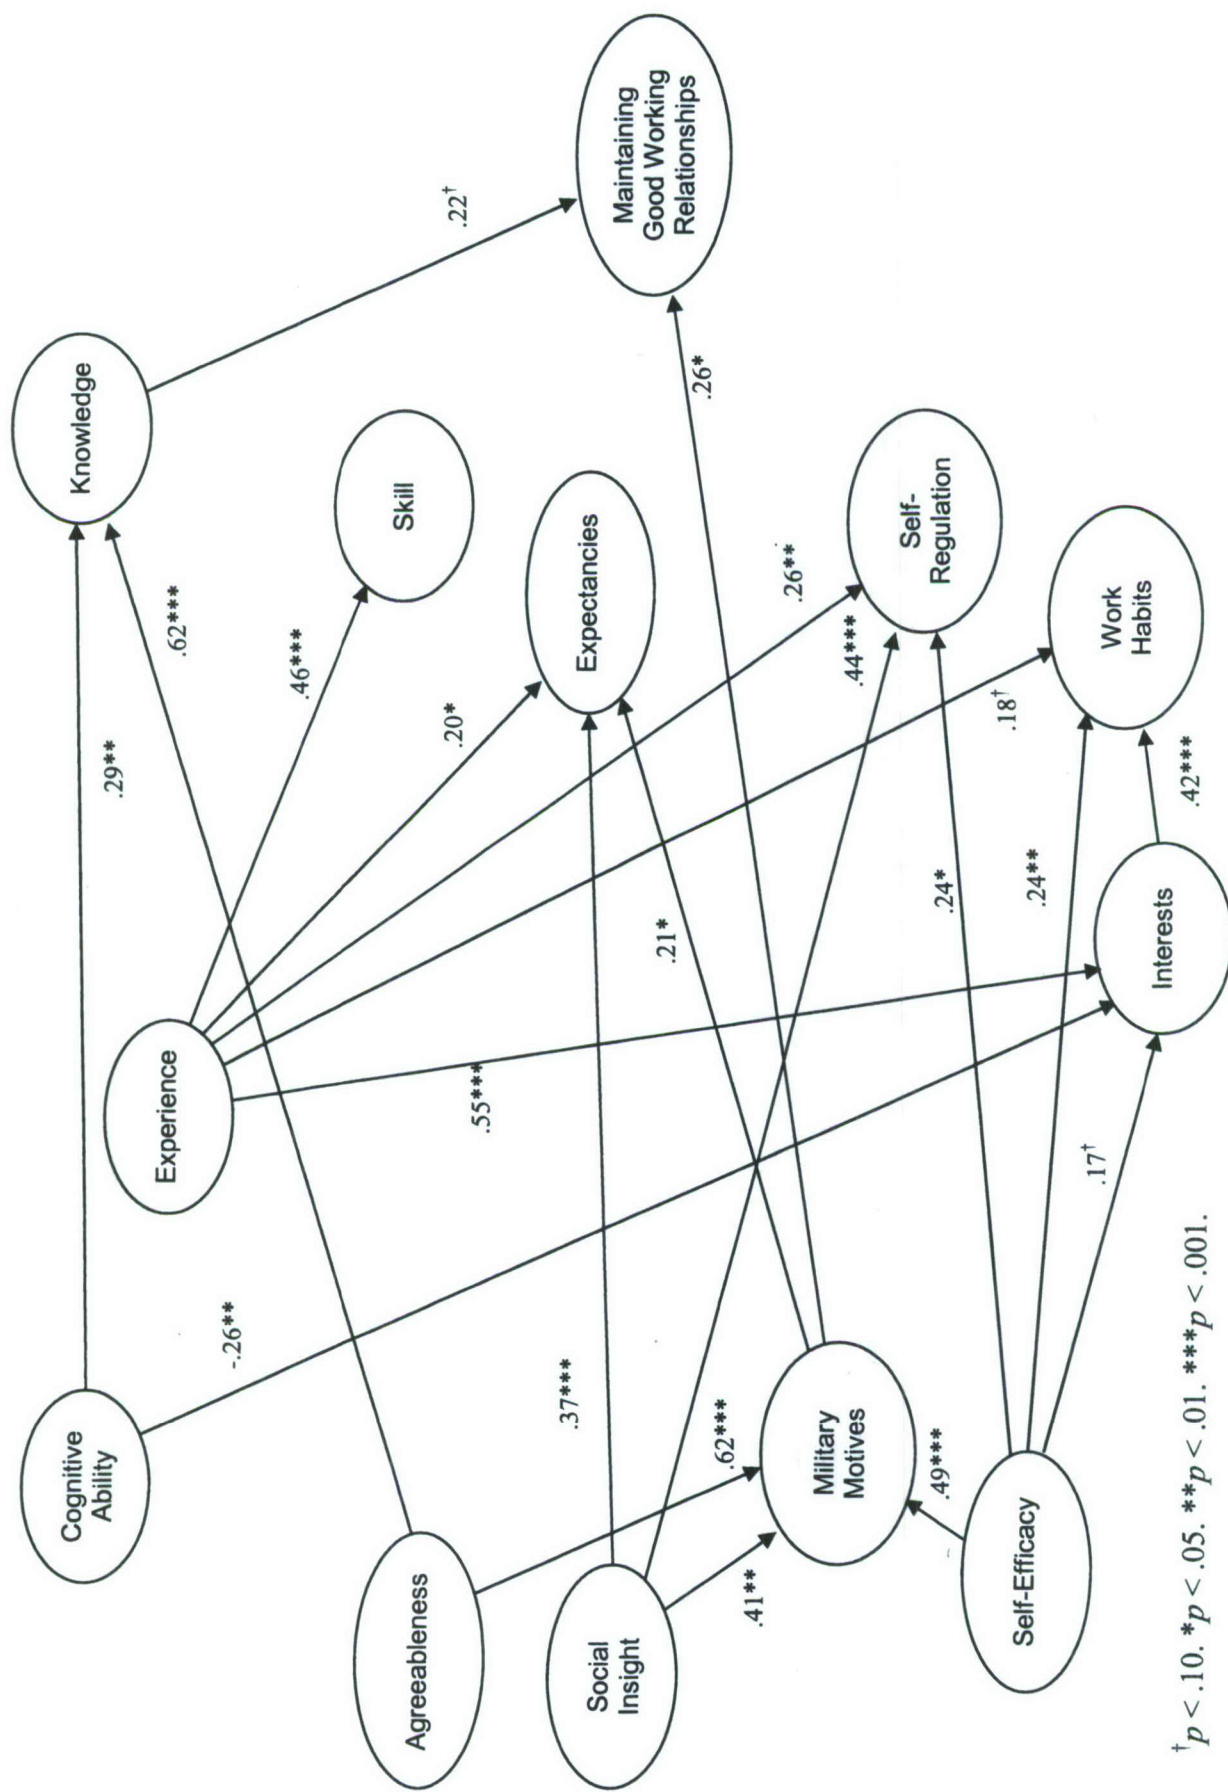 Cognitive
Ability
Knowledge
.29**
.62***
Experience
-.26**
Agreeableness
.46***
Skill
.22†
Maintaining
Good Working
Relationships
.20*
.55***
Expectancies
.37***
Social
Insight
.41**
.62***
.21*
.26*
.26**
.44***
Military
Motives
Self-
Regulation
.49***
.24*
.18†
Self-Efficacy
.24**
Work
Habits
.17†
Interests
.42***
†p < .10. *p < .05. **p < .01. ***p < .001.